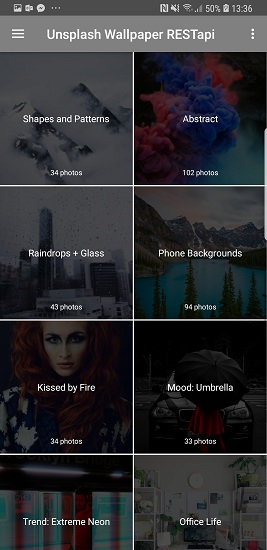 50% 13:36
Unsplash Wallpaper RESTapi
Shapes and Patterns
34 photos
Abstract
102 photos
Raindrops + Glass
43 photos
Phone Backgrounds
94 photos
Kissed by Fire
34 photos
Mood: Umbrella
33 photos
Trend: Extreme Neon
Office Life